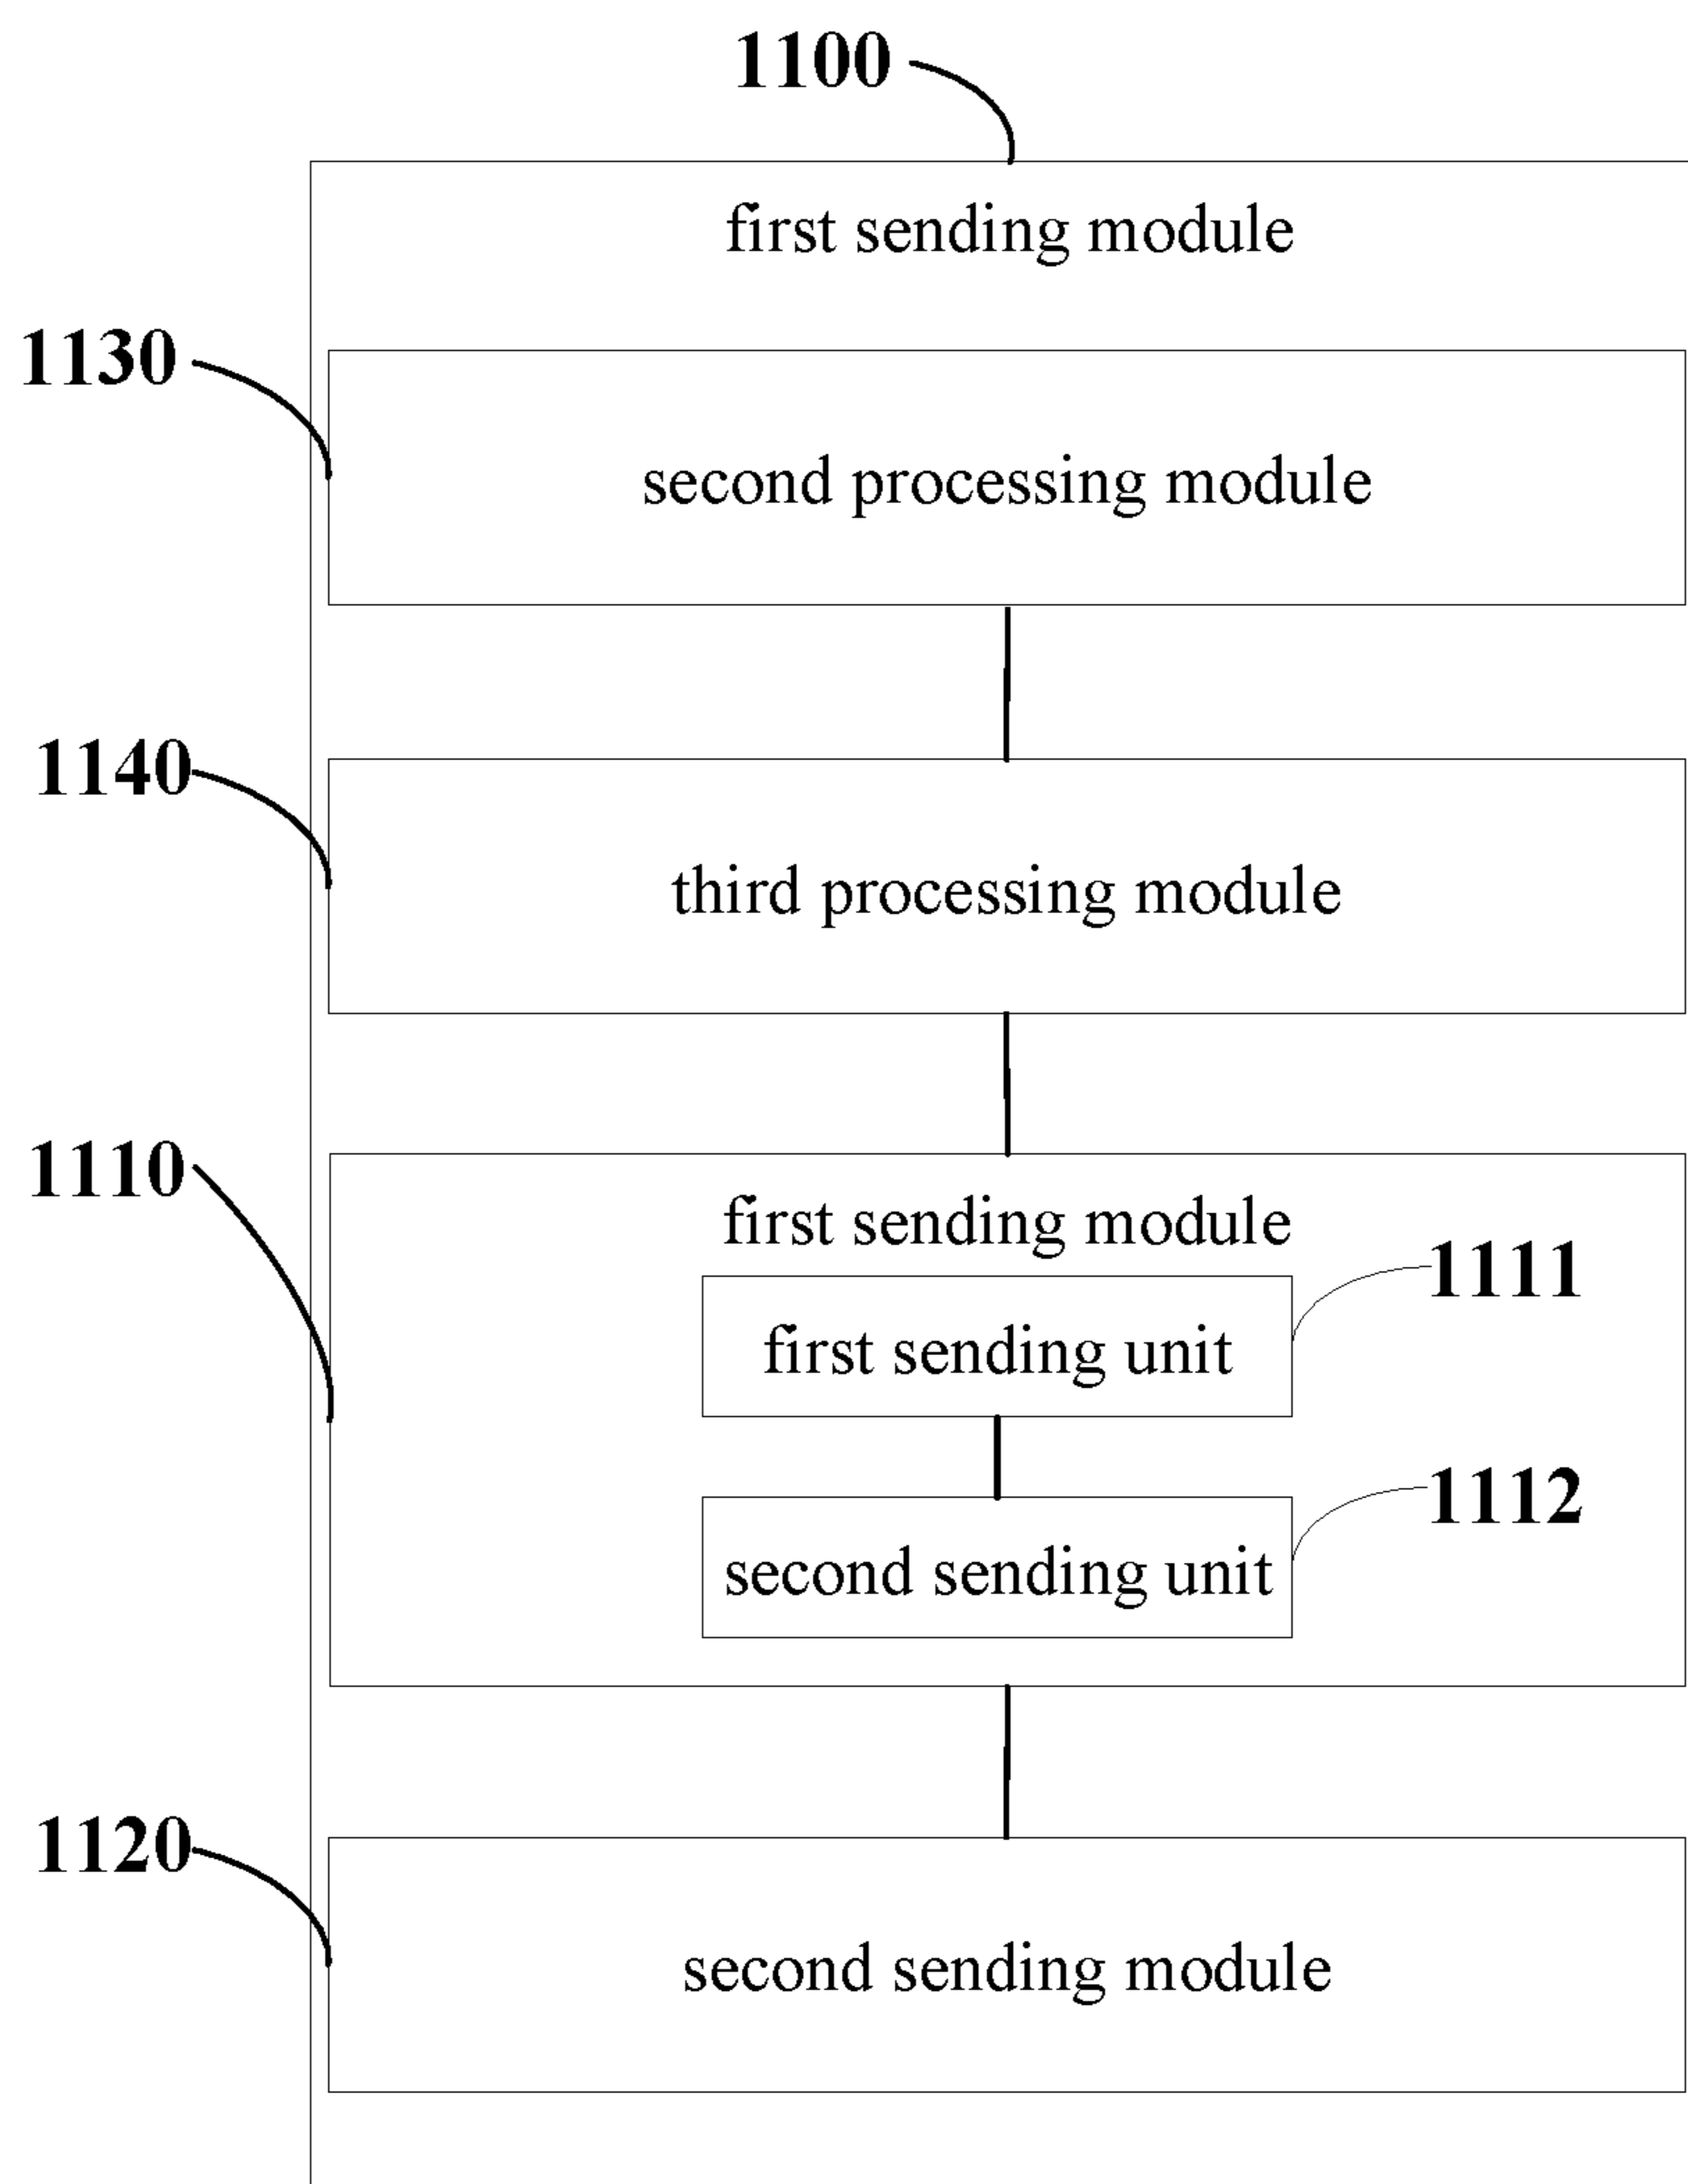 1100
first sending module
1130
second processing module
1140
third processing module
1110
first sending module
1111
first sending unit
1112
second sending unit
1120
second sending module